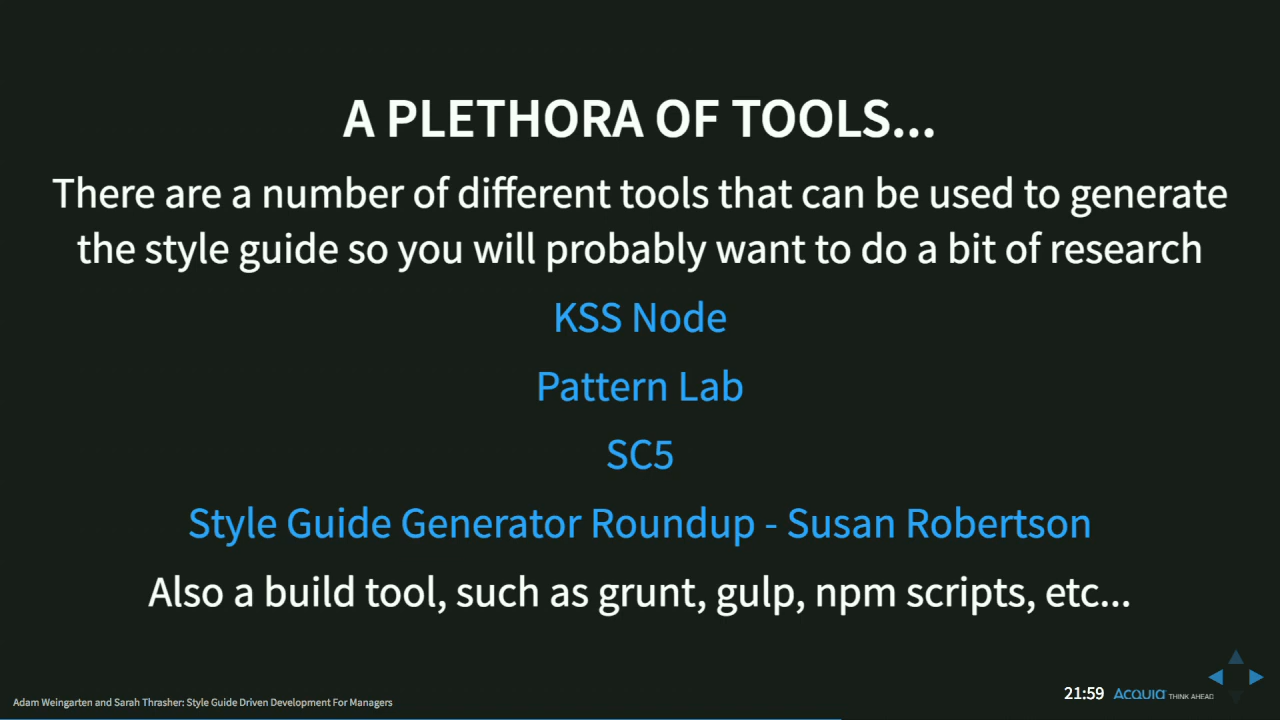 A PLETHORA OF TOOLS...
There are a number of different tools that can be used to generate
the style guide so you will probably want to do a bit of research
KSS Node
Pattern Lab
SC5
Style Guide Generator Roundup - Susan Robertson
Also a build tool, such as grunt, gulp, npm scripts, etc...
Adam Weingarten and Sarah Thrasher: Style Guide Driven Development For Managers
21:59 Acquia THINK AHEAD